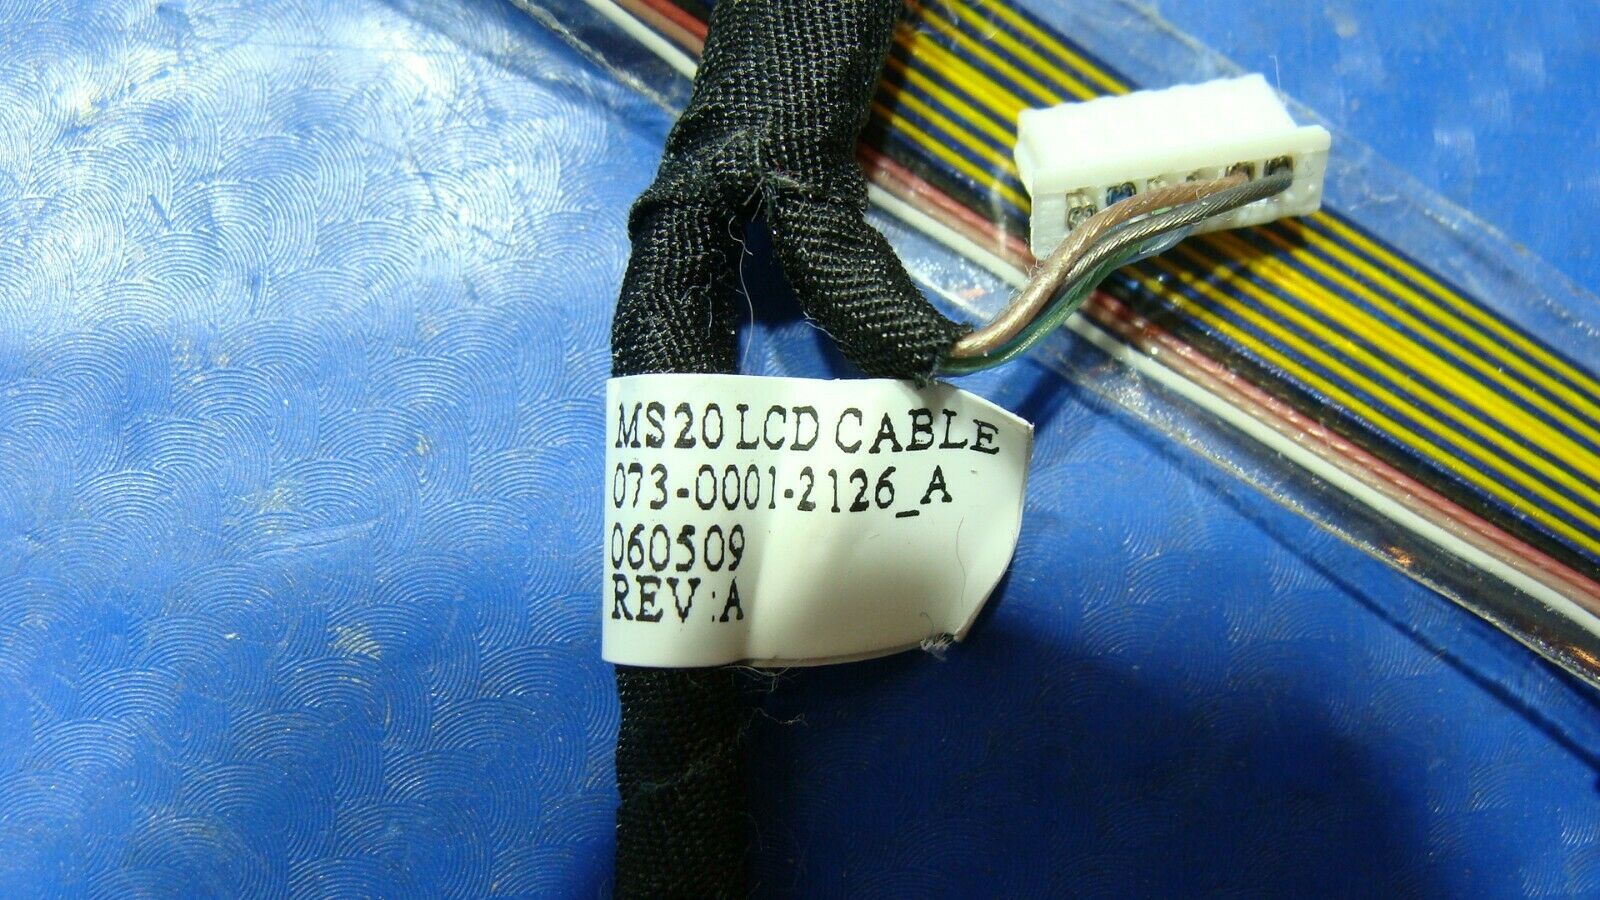 MS20 LCD CABLE
073-0001-2126_A
060509
REV:A